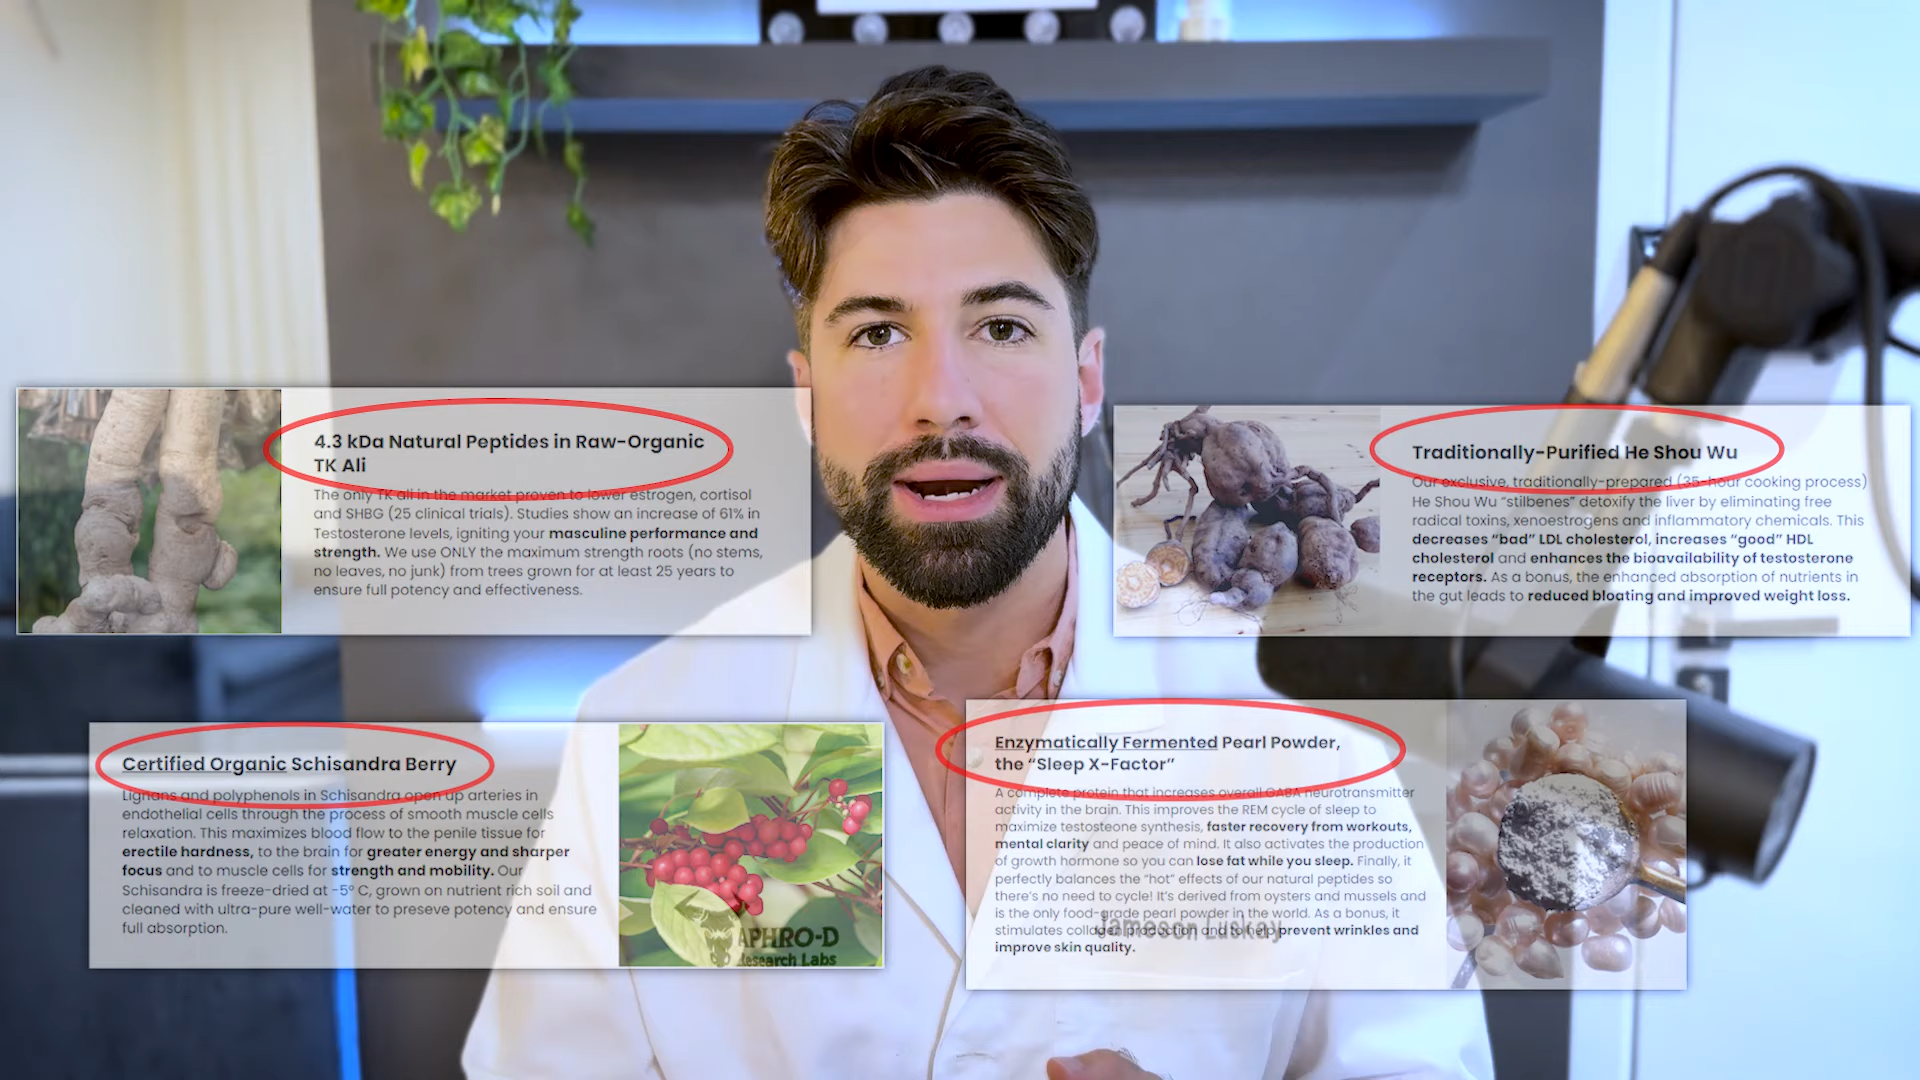 4.3 kDa Natural Peptides in Raw-Organic
TK Ali
The only TK ali in the market proven to lower estrogen, cortisol
and SHBG (25 clinical trials). Studies show an increase of 61% in
Testosterone levels, igniting your masculine performance and
strength. We use ONLY the maximum strength roots (no stems,
no leaves, no junk) from trees grown for at least 25 years to
ensure full potency and effectiveness.
Traditionally-Purified He Shou Wu
Our exclusive, traditionally-prepared (35-hour cooking process)
He Shou Wu “stilbenes” detoxify the liver by eliminating free
radical toxins, xenoestrogens and inflammatory chemicals. This
decreases “bad” LDL cholesterol, increases “good” HDL
cholesterol and enhances the bioavailability of testosterone
receptors. As a bonus, the enhanced absorption of nutrients in
the gut leads to reduced bloating and improved weight loss.
Certified Organic Schisandra Berry
Lignans and polyphenols in Schisandra open up arteries in
endothelial cells through the process of smooth muscle cells
relaxation. This maximizes blood flow to the penile tissue for
erectile hardness, to the brain for greater energy and sharper
focus and to muscle cells for strength and mobility. Our
Schisandra is freeze-dried at -5° C, grown on nutrient rich soil and
cleaned with ultra-pure well-water to preseve potency and ensure
full absorption.
APHRO-D
Research Labs
Enzymatically Fermented Pearl Powder,
the “Sleep X-Factor”
A complete protein that increases overall GABA neurotransmitter
activity in the brain. This improves the REM cycle of sleep to
maximize testosteone synthesis, faster recovery from workouts,
mental clarity and peace of mind. It also activates the production
of growth hormone so you can lose fat while you sleep. Finally, it
perfectly balances the “hot” effects of our natural peptides so
there’s no need to cycle! It’s derived from oysters and mussels and
is the only food-grade pearl powder in the world. As a bonus, it
stimulates collagen production and to help prevent wrinkles and
improve skin quality.
Jameson